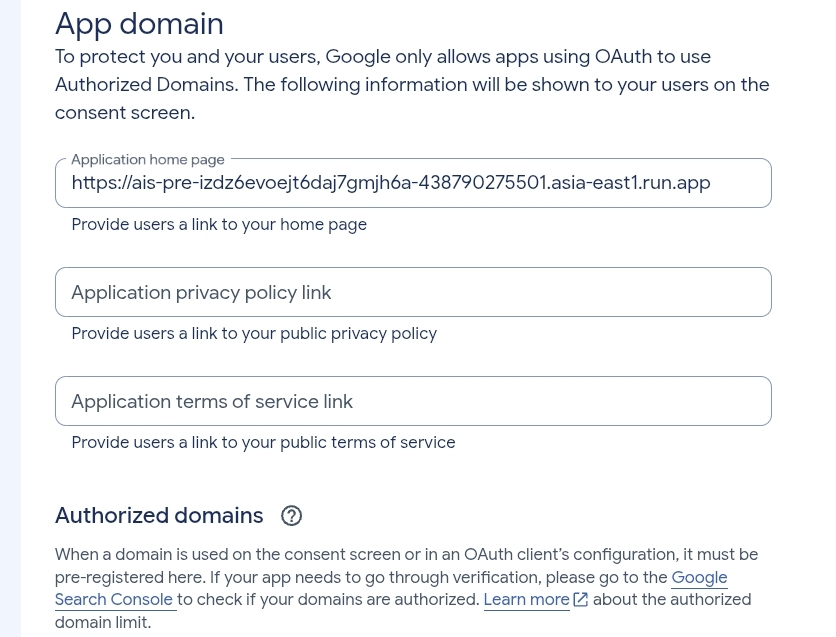 App domain
To protect you and your users, Google only allows apps using OAuth to use
Authorized Domains. The following information will be shown to your users on the
consent screen.
Application home page
https://ais-pre-izdz6evoejt6daj7gmjh6a-438790275501.asia-east1.run.app
Provide users a link to your home page
Application privacy policy link
Provide users a link to your public privacy policy
Application terms of service link
Provide users a link to your public terms of service
Authorized domains
When a domain is used on the consent screen or in an OAuth client's configuration, it must be
pre-registered here. If your app needs to go through verification, please go to the Google
Search Console to check if your domains are authorized. Learn more about the authorized
domain limit.